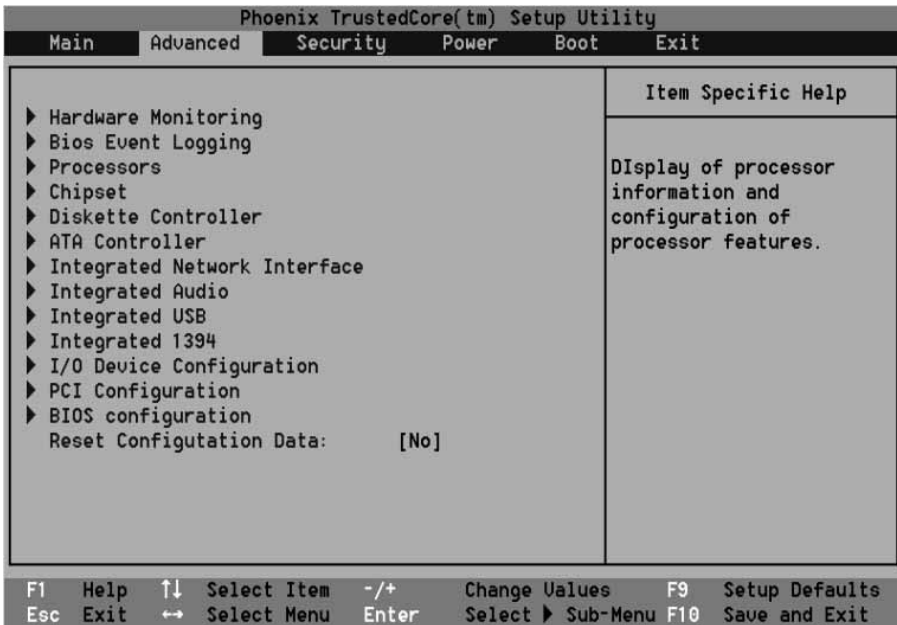 Phoenix TrustedCore(tm) Setup Utility
Main Advanced Security Power Boot Exit
Item Specific Help
▶ Hardware Monitoring
▶ Bios Event Logging
▶ Processors
▶ Chipset
▶ Diskette Controller
▶ ATA Controller
▶ Integrated Network Interface
▶ Integrated Audio
▶ Integrated USB
▶ Integrated 1394
▶ I/O Device Configuration
▶ PCI Configuration
▶ BIOS configuration
Reset Configutation Data: [No]
DIsplay of processor
information and
configuration of
processor features.
F1 Help ↑↓ Select Item -/+ Change Values F9 Setup Defaults
Esc Exit ↔ Select Menu Enter Select ▶ Sub-Menu F10 Save and Exit